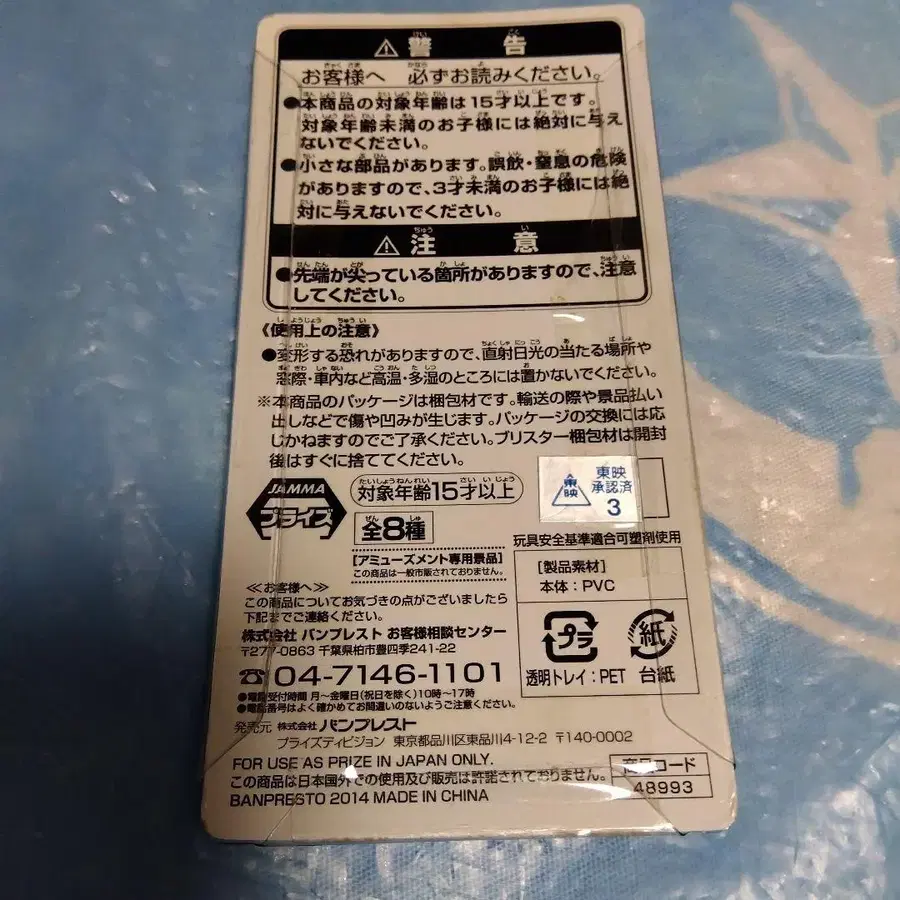 ⚠警告
お客様へ 必ずお読みください。
●本商品の対象年齢は15才以上です。
対象年齢未満のお子様には絶対に与え
ないでください。
●小さな部品があります。誤飲・窒息の危険
がありますので、3才未満のお子様には絶
対に与えないでください。
⚠注意
●先端が尖っている箇所がありますので、注意
してください。
《使用上の注意》
●変形する恐れがありますので、直射日光の当たる場所や
窓際・車内など高温・多湿のところには置かないでください。
※本商品のパッケージは梱包材です。輸送の際や景品払い
出しなどで傷や凹みが生じます。パッケージの交換には応
じかねますのでご了承ください。ブリスター梱包材は開封
後はすぐに捨ててください。
JAMMA
プライズ
対象年齢15才以上
全8種
東映
東映
承認済
3
[アミューズメント専用景品]
この商品は一般市販されておりません。
玩具安全基準適合可塑剤使用
[製品素材]
本体:PVC
≪お客様へ≫
この商品についてお気づきの点がございましたら
下記までご連絡ください。
株式会社 バンプレスト お客様相談センター
〒277-0863 千葉県柏市豊四季241-22
☎04-7146-1101
●電話受付時間 月～金曜日(祝日を除く)10時～17時
●電話番号はよく確かめてお間違いのないようご注意ください。
プラ
紙
透明トレイ:PET 台紙
発売元 株式会社 バンプレスト
プライズディビジョン 東京都品川区東品川4-12-2 〒140-0002
FOR USE AS PRIZE IN JAPAN ONLY.
この商品は日本国外での使用及び販売は許諾されておりません。
BANPRESTO 2014 MADE IN CHINA
商品コード
48993